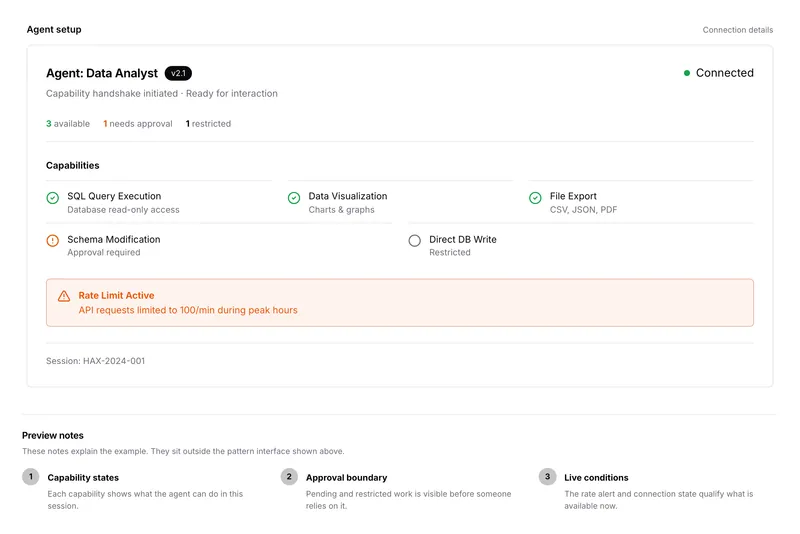 Agent setup
Connection details
Agent: Data Analyst v2.1
Connected
Capability handshake initiated · Ready for interaction
3 available 1 needs approval 1 restricted
Capabilities
SQL Query Execution
Database read-only access
Data Visualization
Charts & graphs
File Export
CSV, JSON, PDF
Schema Modification
Approval required
Direct DB Write
Restricted
Rate Limit Active
API requests limited to 100/min during peak hours
Session: HAX-2024-001
Preview notes
These notes explain the example. They sit outside the pattern interface shown above.
1 Capability states
Each capability shows what the agent can do in this
session.
2 Approval boundary
Pending and restricted work is visible before someone
relies on it.
3 Live conditions
The rate alert and connection state qualify what is
available now.